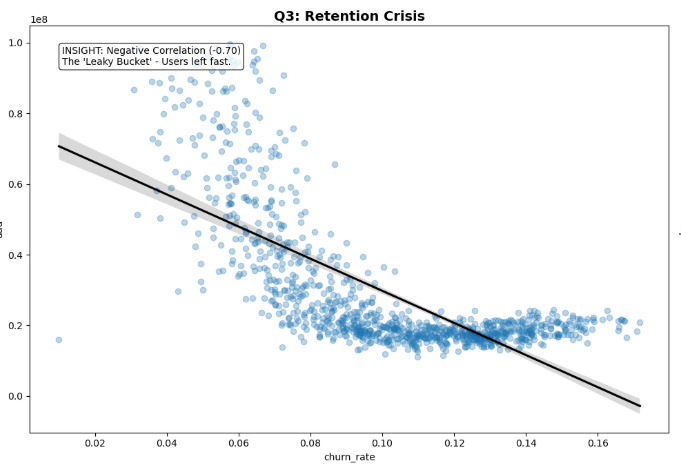 Q3: Retention Crisis
1e8
INSIGHT: Negative Correlation (-0.70)
The 'Leaky Bucket' - Users left fast.
1.0
0.8
0.6
0.4
0.2
0.0
0.02 0.04 0.06 0.08 0.10 0.12 0.14 0.16
churn_rate